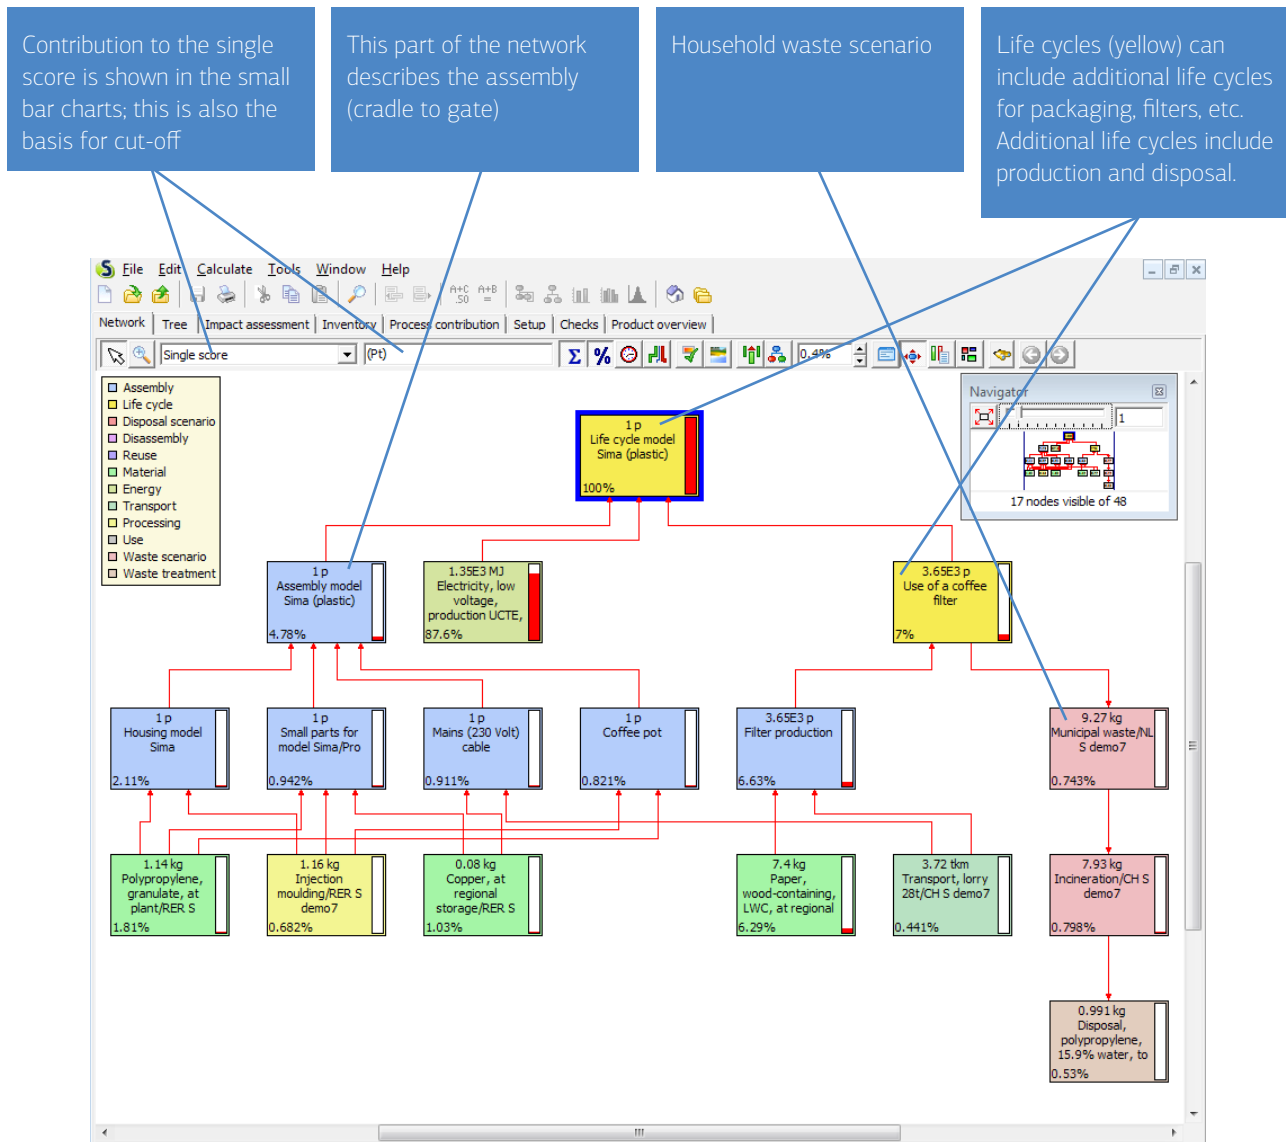 Contribution to the single
score is shown in the small
bar charts; this is also the
basis for cut-off
This part of the network
describes the assembly
(cradle to gate)
Household waste scenario
Life cycles (yellow) can
include additional life cycles
for packaging, filters, etc.
Additional life cycles include
production and disposal.
File Edit Calculate Tools Window Help
A+C
.50
A+B
=
Network Tree Impact assessment Inventory Process contribution Setup Checks Product overview
Single score
(Pt)
Σ % 0.4%
Assembly
Life cycle
Disposal scenario
Disassembly
Reuse
Material
Energy
Transport
Processing
Use
Waste scenario
Waste treatment
Navigator
1
17 nodes visible of 48
1 p
Life cycle model
Sima (plastic)
100%
1 p
Assembly model
Sima (plastic)
4.78%
1.35E3 MJ
Electricity, low
voltage,
production UCTE,
87.6%
3.65E3 p
Use of a coffee
filter
7%
1 p
Housing model
Sima
2.11%
1 p
Small parts for
model Sima/Pro
0.942%
1 p
Mains (230 Volt)
cable
0.911%
1 p
Coffee pot
0.821%
3.65E3 p
Filter production
6.63%
9.27 kg
Municipal waste/NL
S demo7
0.743%
1.14 kg
Polypropylene,
granulate, at
plant/RER S
1.81%
1.16 kg
Injection
moulding/RER S
demo7
0.682%
0.08 kg
Copper, at
regional
storage/RER S
1.03%
7.4 kg
Paper,
wood-containing,
LWC, at regional
6.29%
3.72 tkm
Transport, lorry
28t/CH S demo7
0.441%
7.93 kg
Incineration/CH S
demo7
0.798%
0.991 kg
Disposal,
polypropylene,
15.9% water, to
0.53%